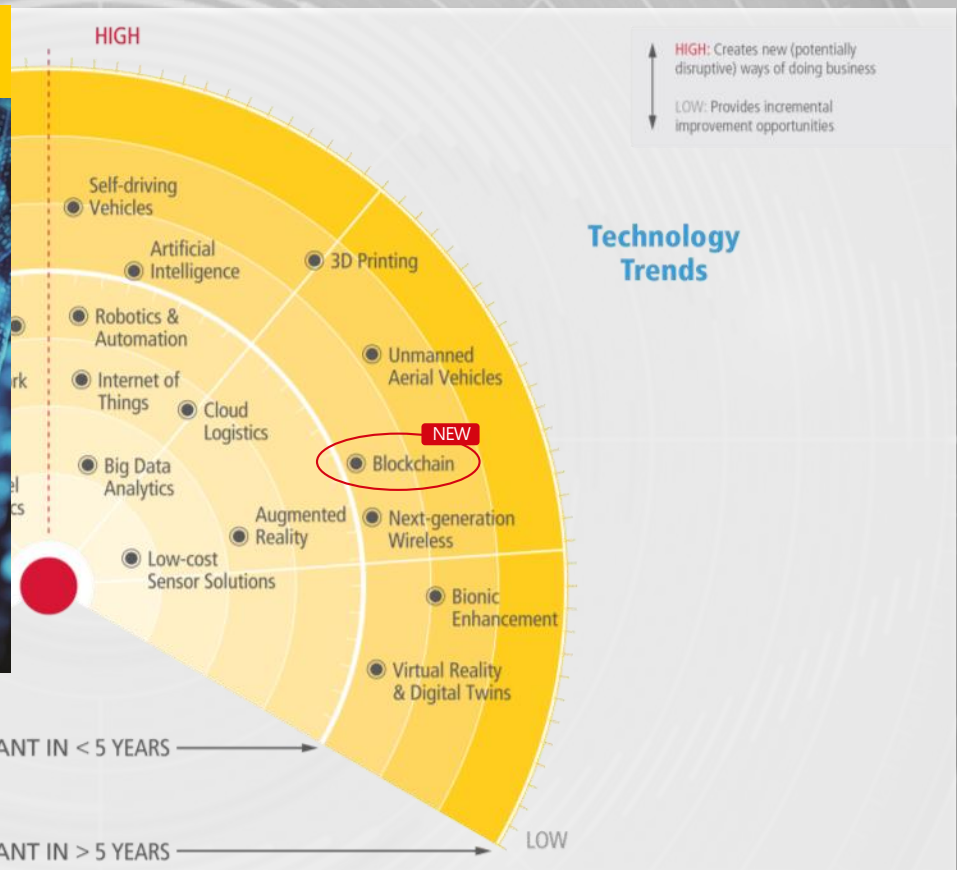 HIGH
HIGH: Creates new (potentially
disruptive) ways of doing business
LOW: Provides incremental
improvement opportunities
Technology
Trends
Self-driving
Vehicles
Artificial
Intelligence
3D Printing
Robotics &
Automation
Unmanned
Aerial Vehicles
rk
Internet of
Things
Cloud
Logistics
NEW
Blockchain
Big Data
Analytics
el
cs
Augmented
Reality
Next-generation
Wireless
Low-cost
Sensor Solutions
Bionic
Enhancement
Virtual Reality
& Digital Twins
ANT IN < 5 YEARS
LOW
ANT IN > 5 YEARS